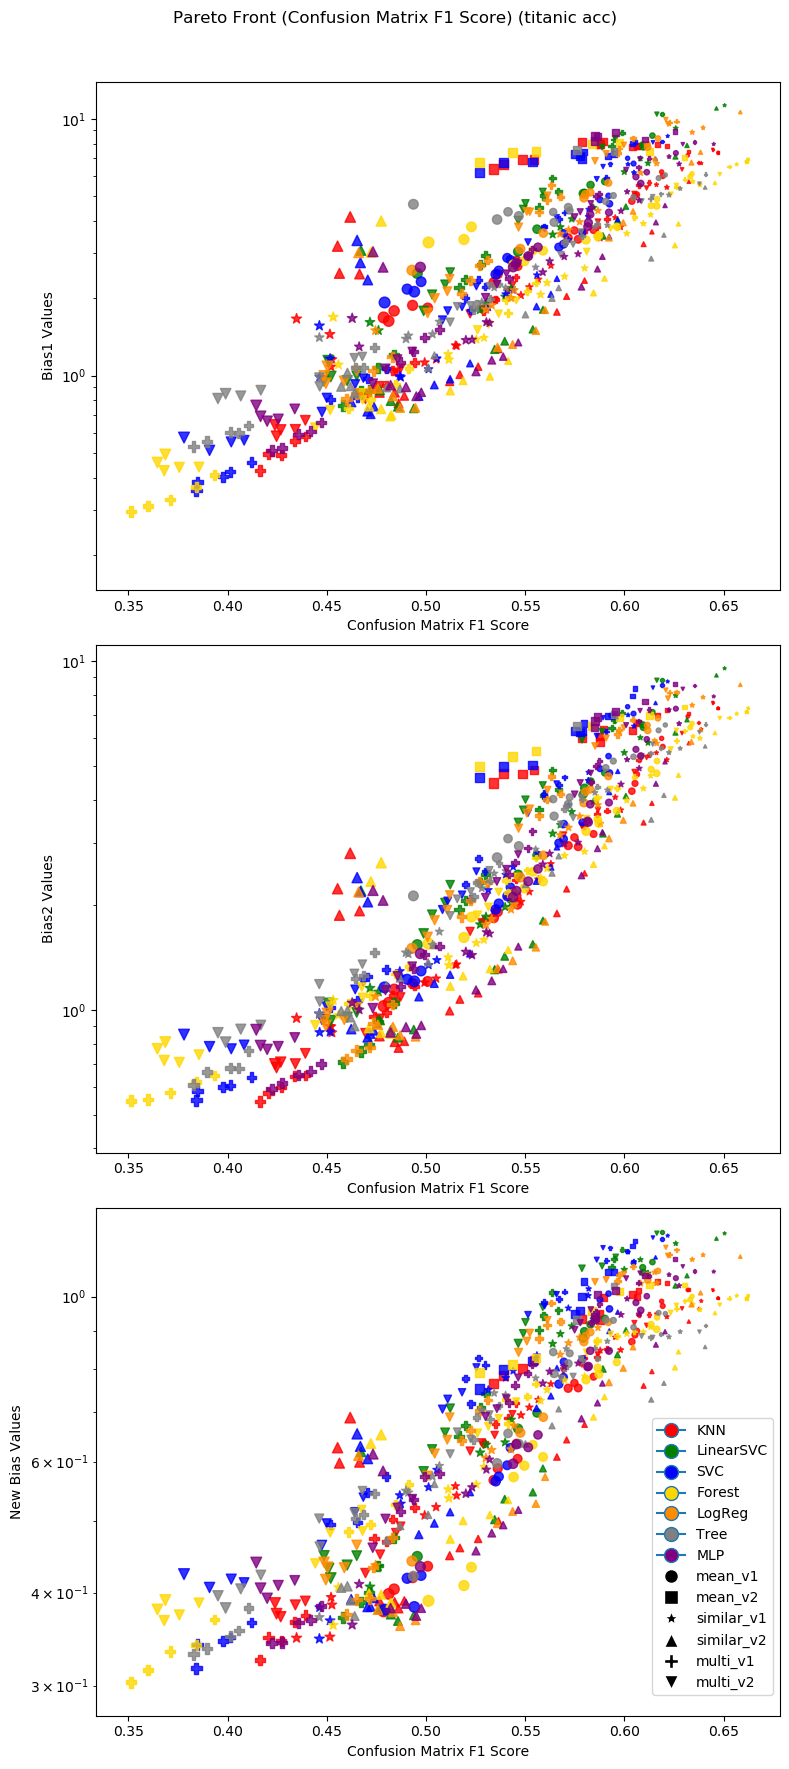 Pareto Front (Confusion Matrix F1 Score) (titanic acc)
10¹
10⁰
Bias1 Values
0.35 0.40 0.45 0.50 0.55 0.60 0.65
Confusion Matrix F1 Score
10¹
10⁰
Bias2 Values
0.35 0.40 0.45 0.50 0.55 0.60 0.65
Confusion Matrix F1 Score
10⁰
6 × 10⁻¹
4 × 10⁻¹
3 × 10⁻¹
New Bias Values
KNN
LinearSVC
SVC
Forest
LogReg
Tree
MLP
mean_v1
mean_v2
similar_v1
similar_v2
multi_v1
multi_v2
0.35 0.40 0.45 0.50 0.55 0.60 0.65
Confusion Matrix F1 Score